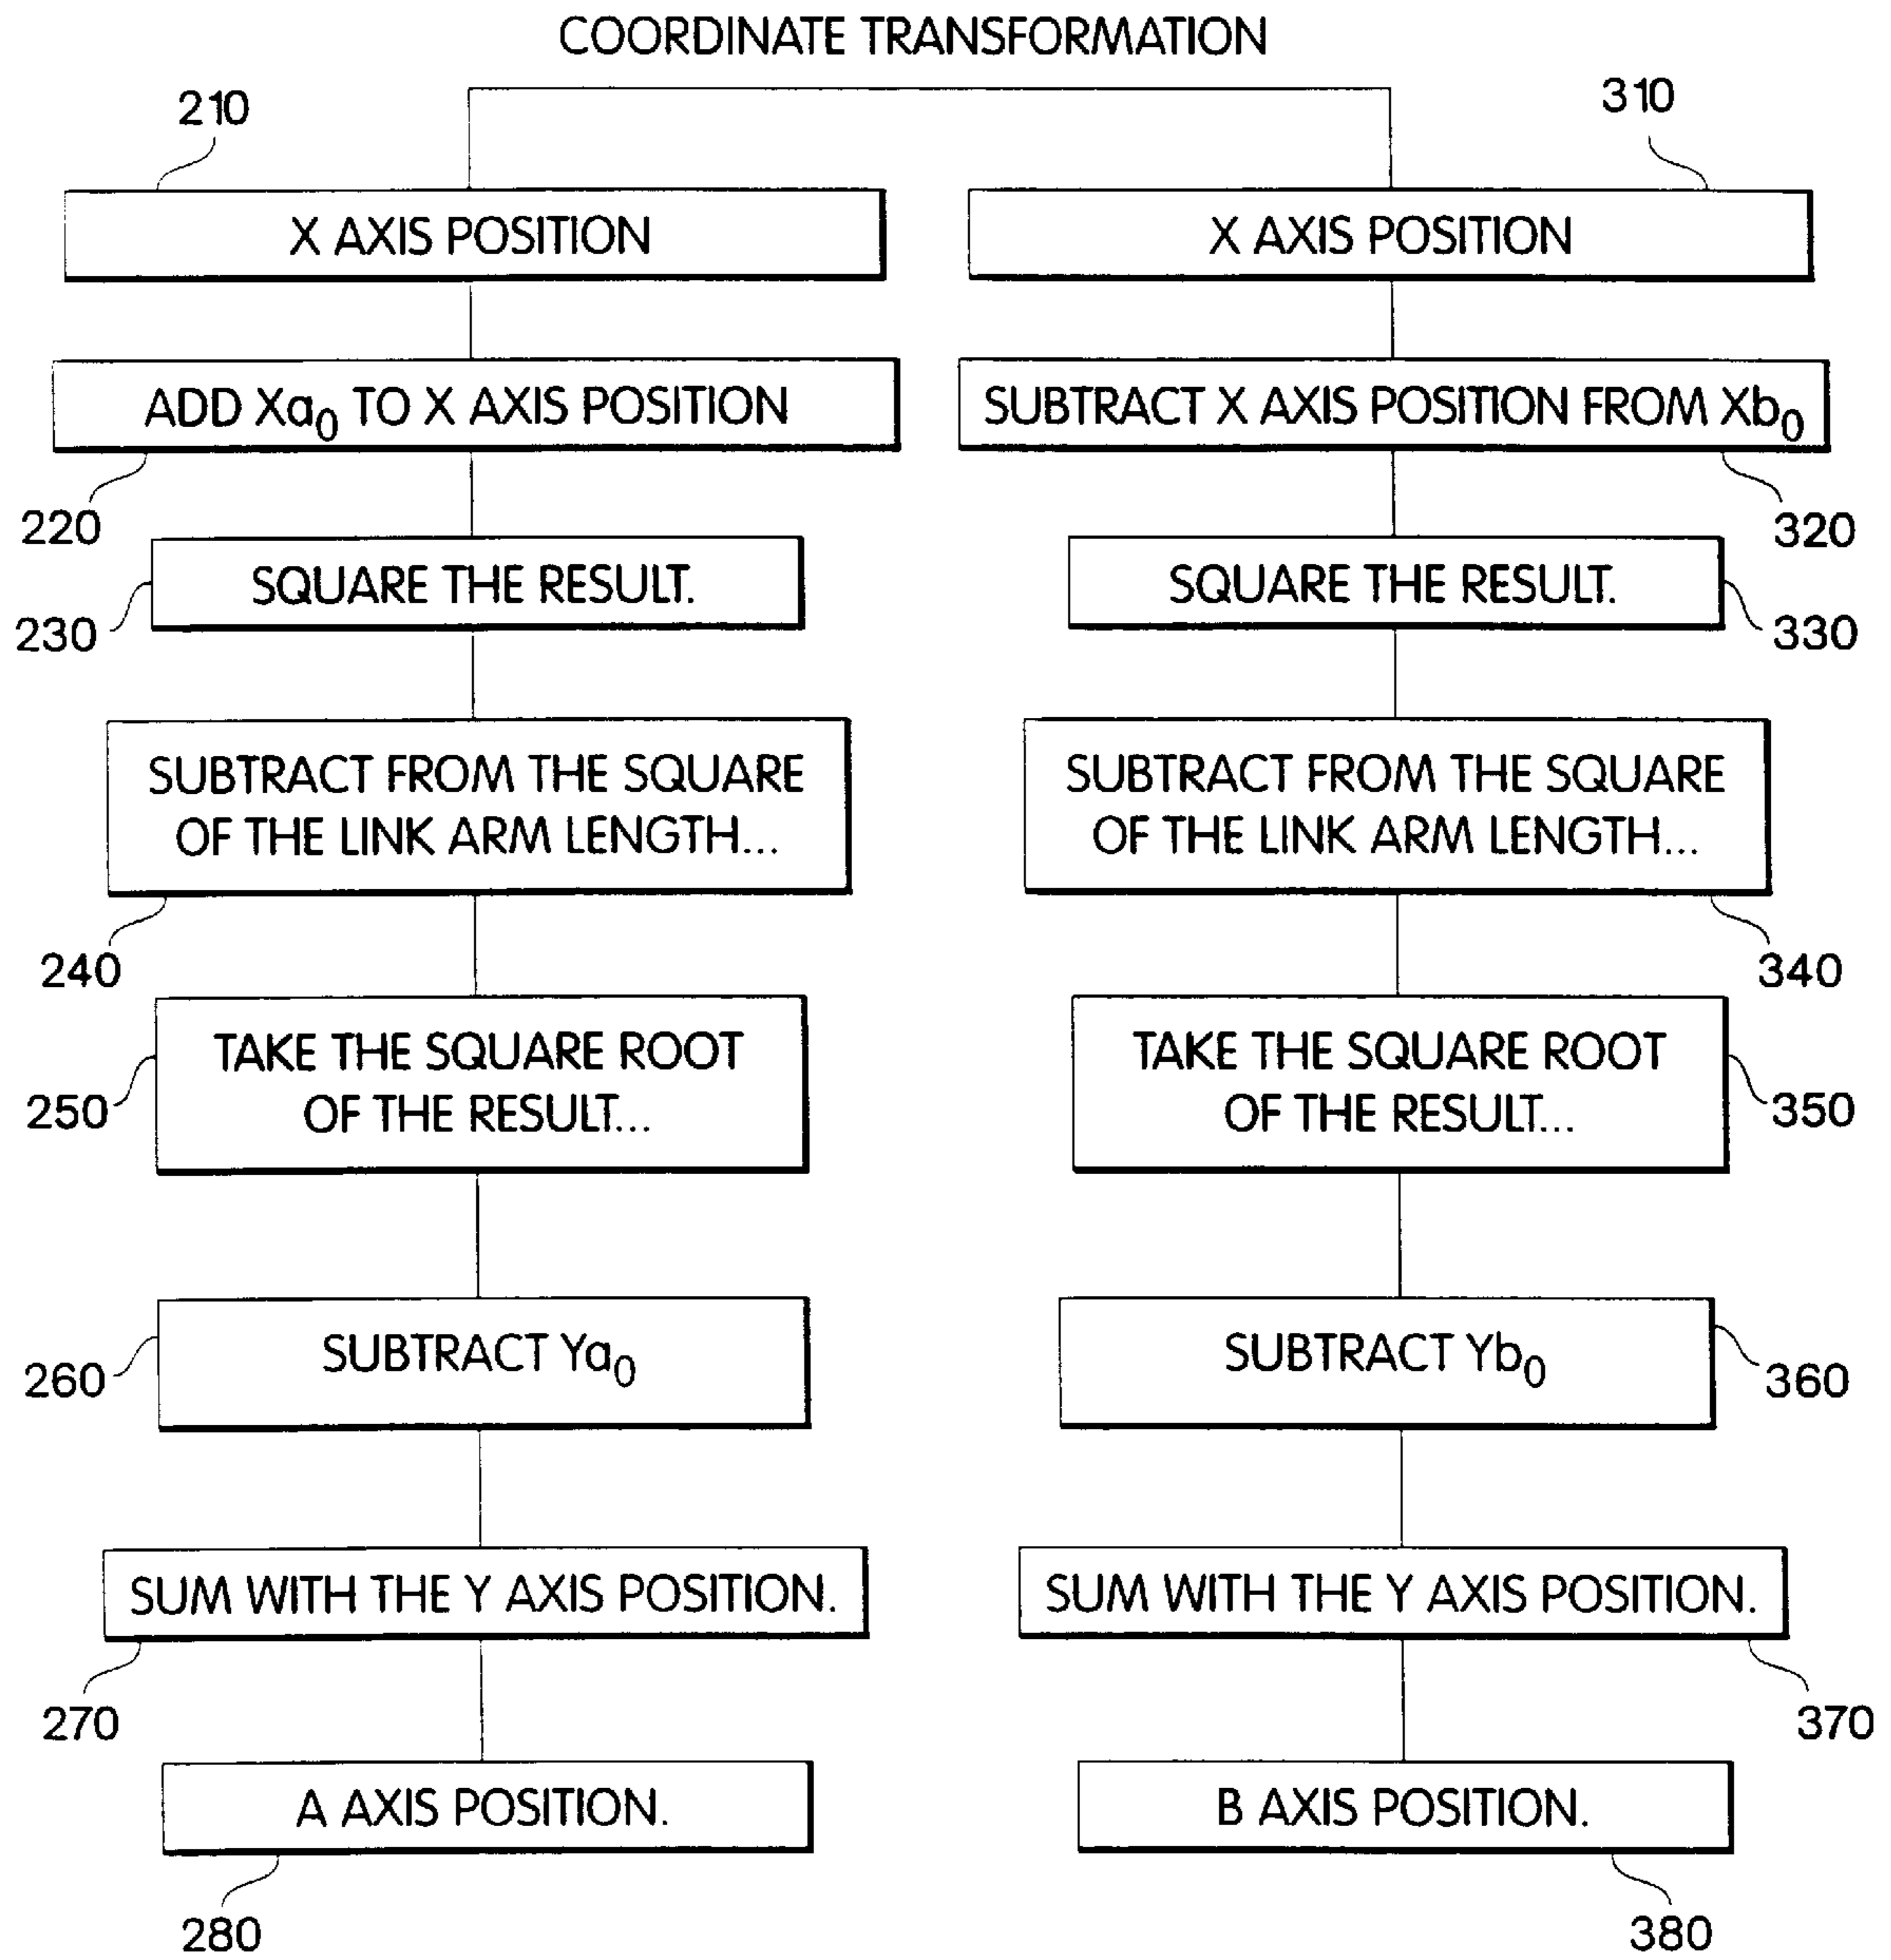 COORDINATE TRANSFORMATION
210
310
X AXIS POSITION
X AXIS POSITION
ADD Xa₀ TO X AXIS POSITION
SUBTRACT X AXIS POSITION FROM Xb₀
220
320
SQUARE THE RESULT.
SQUARE THE RESULT.
230
330
SUBTRACT FROM THE SQUARE
OF THE LINK ARM LENGTH...
SUBTRACT FROM THE SQUARE
OF THE LINK ARM LENGTH...
240
340
TAKE THE SQUARE ROOT
OF THE RESULT...
TAKE THE SQUARE ROOT
OF THE RESULT...
250
350
SUBTRACT Ya₀
SUBTRACT Yb₀
260
360
SUM WITH THE Y AXIS POSITION.
SUM WITH THE Y AXIS POSITION.
270
370
A AXIS POSITION.
B AXIS POSITION.
280
380